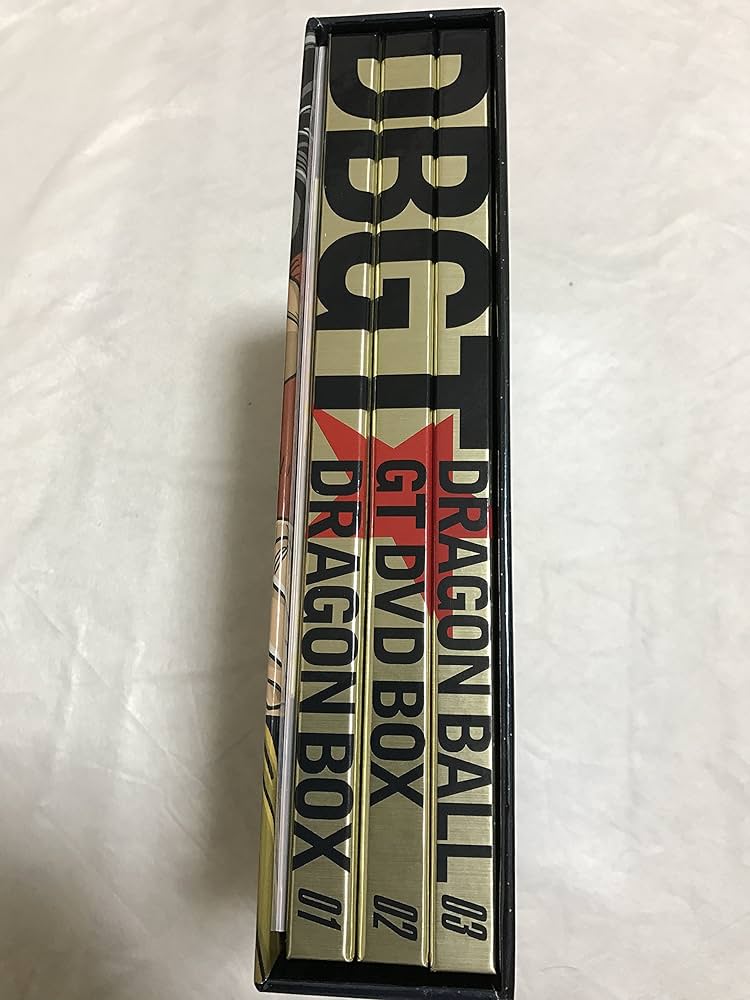 DBGT
DRAGON BALL
GT DVD BOX
DRAGON BOX
01
02
03